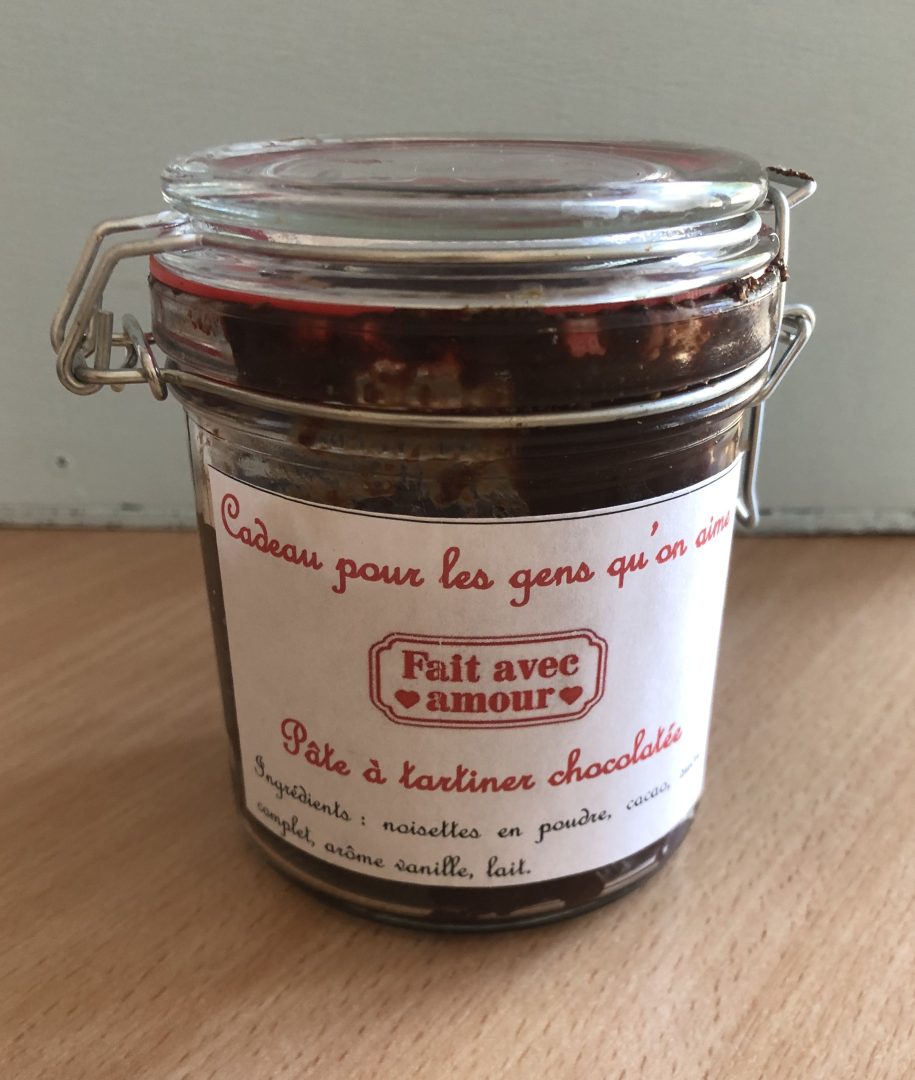 Cadeau pour les gens qu'on aime
Fait avec
amour
Pâte à tartiner chocolatée
Ingrédients : noisettes en poudre, cacao,
complet, arôme vanille, lait.